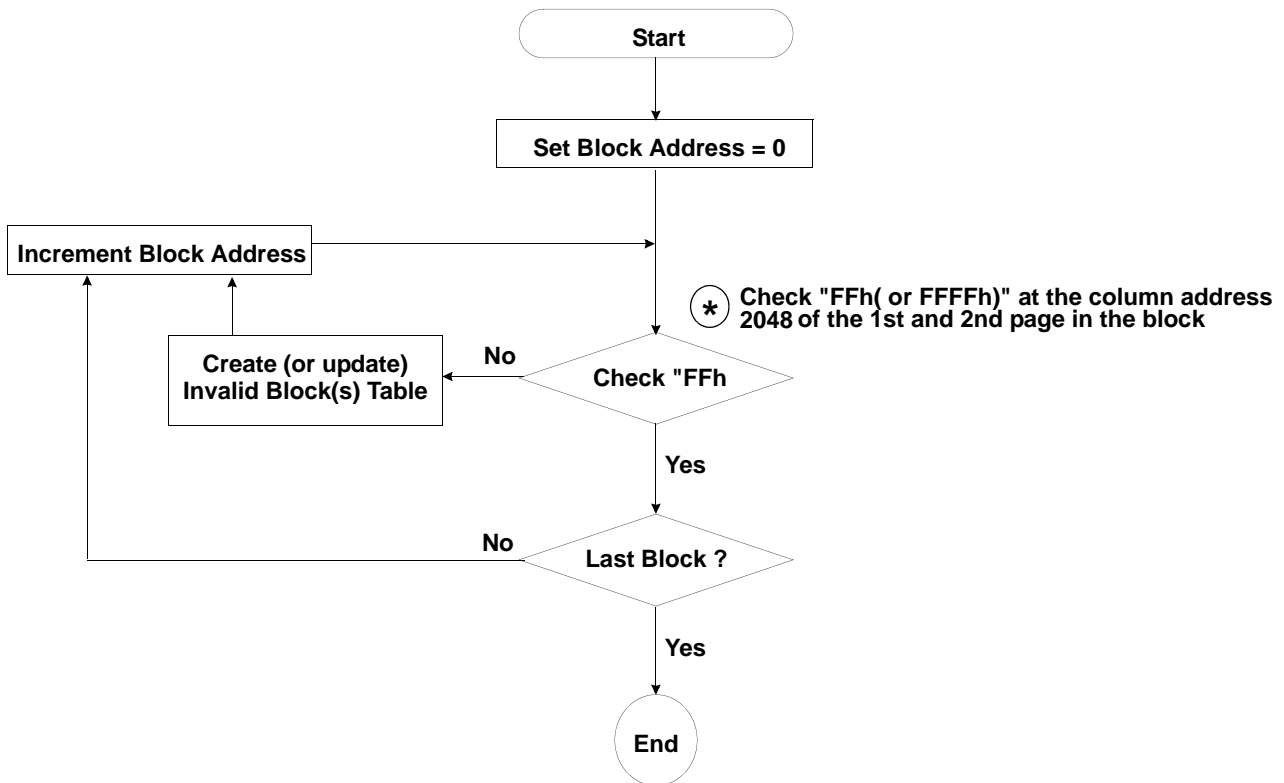 Start
Set Block Address = 0
Increment Block Address
* Check "FFh( or FFFFh)" at the column address
2048 of the 1st and 2nd page in the block
No
Create (or update)
Invalid Block(s) Table
Check "FFh
Yes
No
Last Block ?
Yes
End